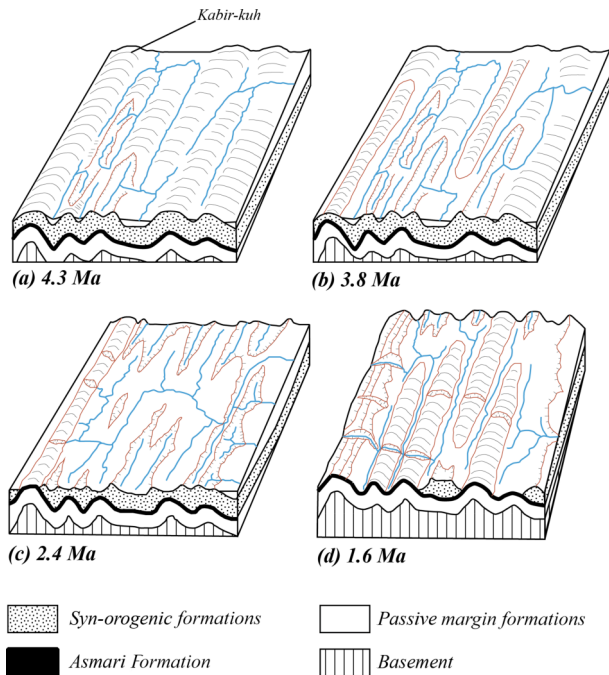 Kabir-kuh
(a) 4.3 Ma
(b) 3.8 Ma
(c) 2.4 Ma
(d) 1.6 Ma
Syn-orogenic formations
Passive margin formations
Asmari Formation
Basement